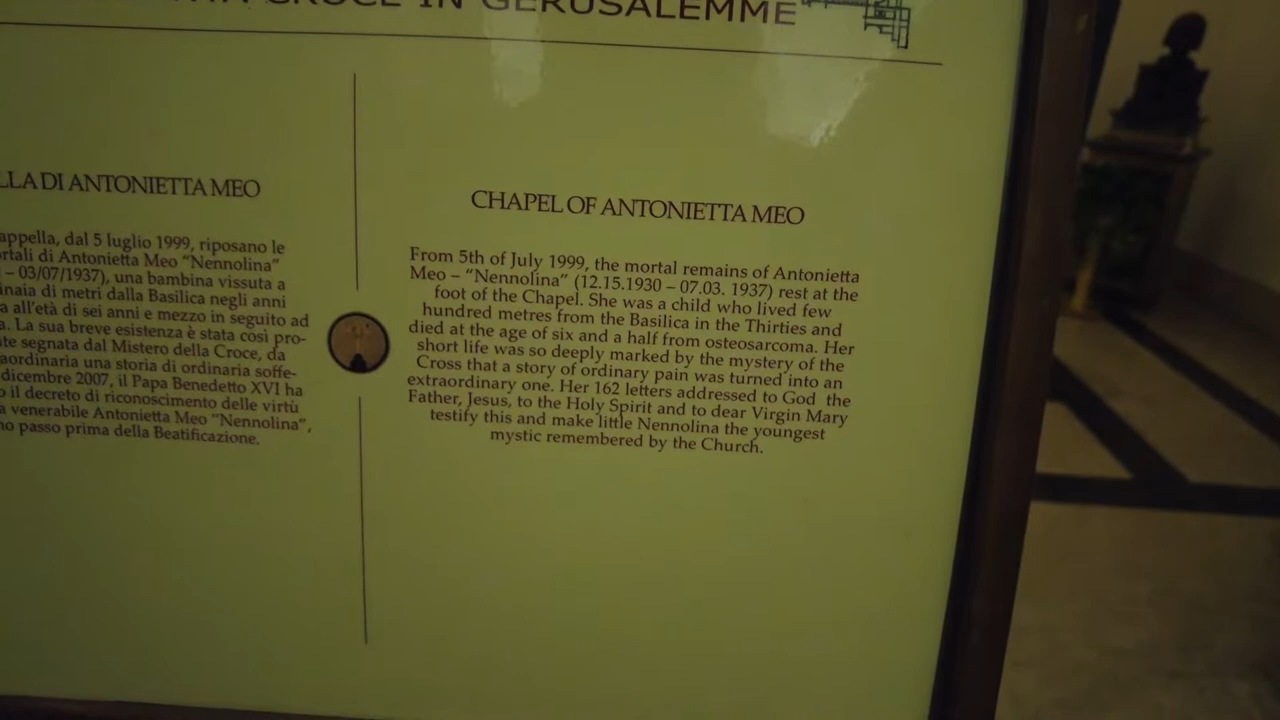 CROCE IN GERUSALEMME
LLA DI ANTONIETTA MEO
appella, dal 5 luglio 1999, riposano le
rtali di Antonietta Meo “Nennolina”
– 03/07/1937), una bambina vissuta a
naia di metri dalla Basilica negli anni
a all'età di sei anni e mezzo in seguito ad
a. La sua breve esistenza è stata così pro-
te segnata dal Mistero della Croce, da
aordinaria una storia di ordinaria soffe-
dicembre 2007, il Papa Benedetto XVI ha
o il decreto di riconoscimento delle virtù
a venerabile Antonietta Meo “Nennolina”,
no passo prima della Beatificazione.
CHAPEL OF ANTONIETTA MEO
From 5th of July 1999, the mortal remains of Antonietta
Meo – “Nennolina” (12.15.1930 – 07.03. 1937) rest at the
foot of the Chapel. She was a child who lived few
hundred metres from the Basilica in the Thirties and
died at the age of six and a half from osteosarcoma. Her
short life was so deeply marked by the mystery of the
Cross that a story of ordinary pain was turned into an
extraordinary one. Her 162 letters addressed to God the
Father, Jesus, to the Holy Spirit and to dear Virgin Mary
testify this and make little Nennolina the youngest
mystic remembered by the Church.